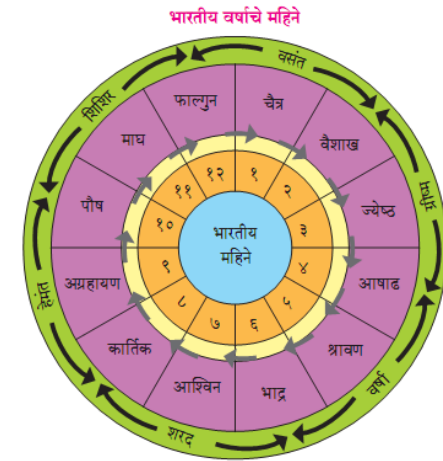 भारतीय वर्षाचे महिने
वसंत
ग्रीष्म
वर्षा
शरद
हेमंत
शिशिर
चैत्र
वैशाख
ज्येष्ठ
आषाढ
श्रावण
भाद्र
आश्विन
कार्तिक
अग्रहायण
पौष
माघ
फाल्गुन
१
२
३
४
५
६
७
८
९
१०
११
१२
भारतीय
महिने